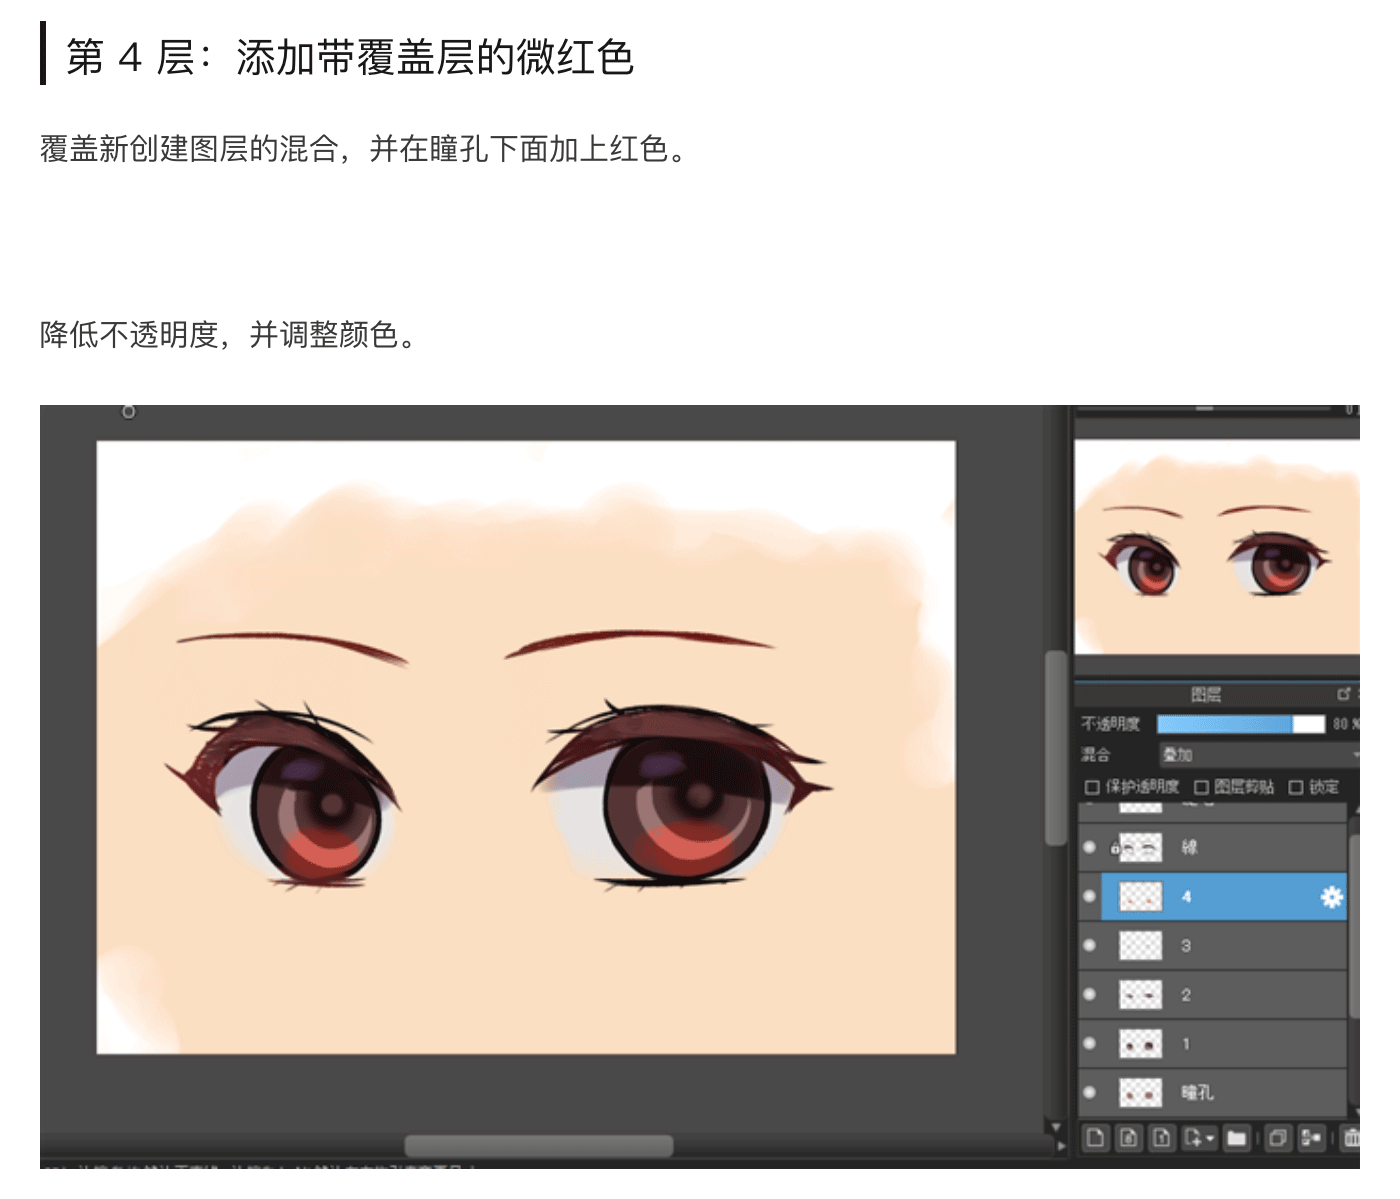 第 4 层：添加带覆盖层的微红色
覆盖新创建图层的混合，并在瞳孔下面加上红色。
降低不透明度，并调整颜色。
图层
不透明度 80 %
混合 叠加
保护透明度 图层剪贴 锁定
線
4
3
2
1
瞳孔